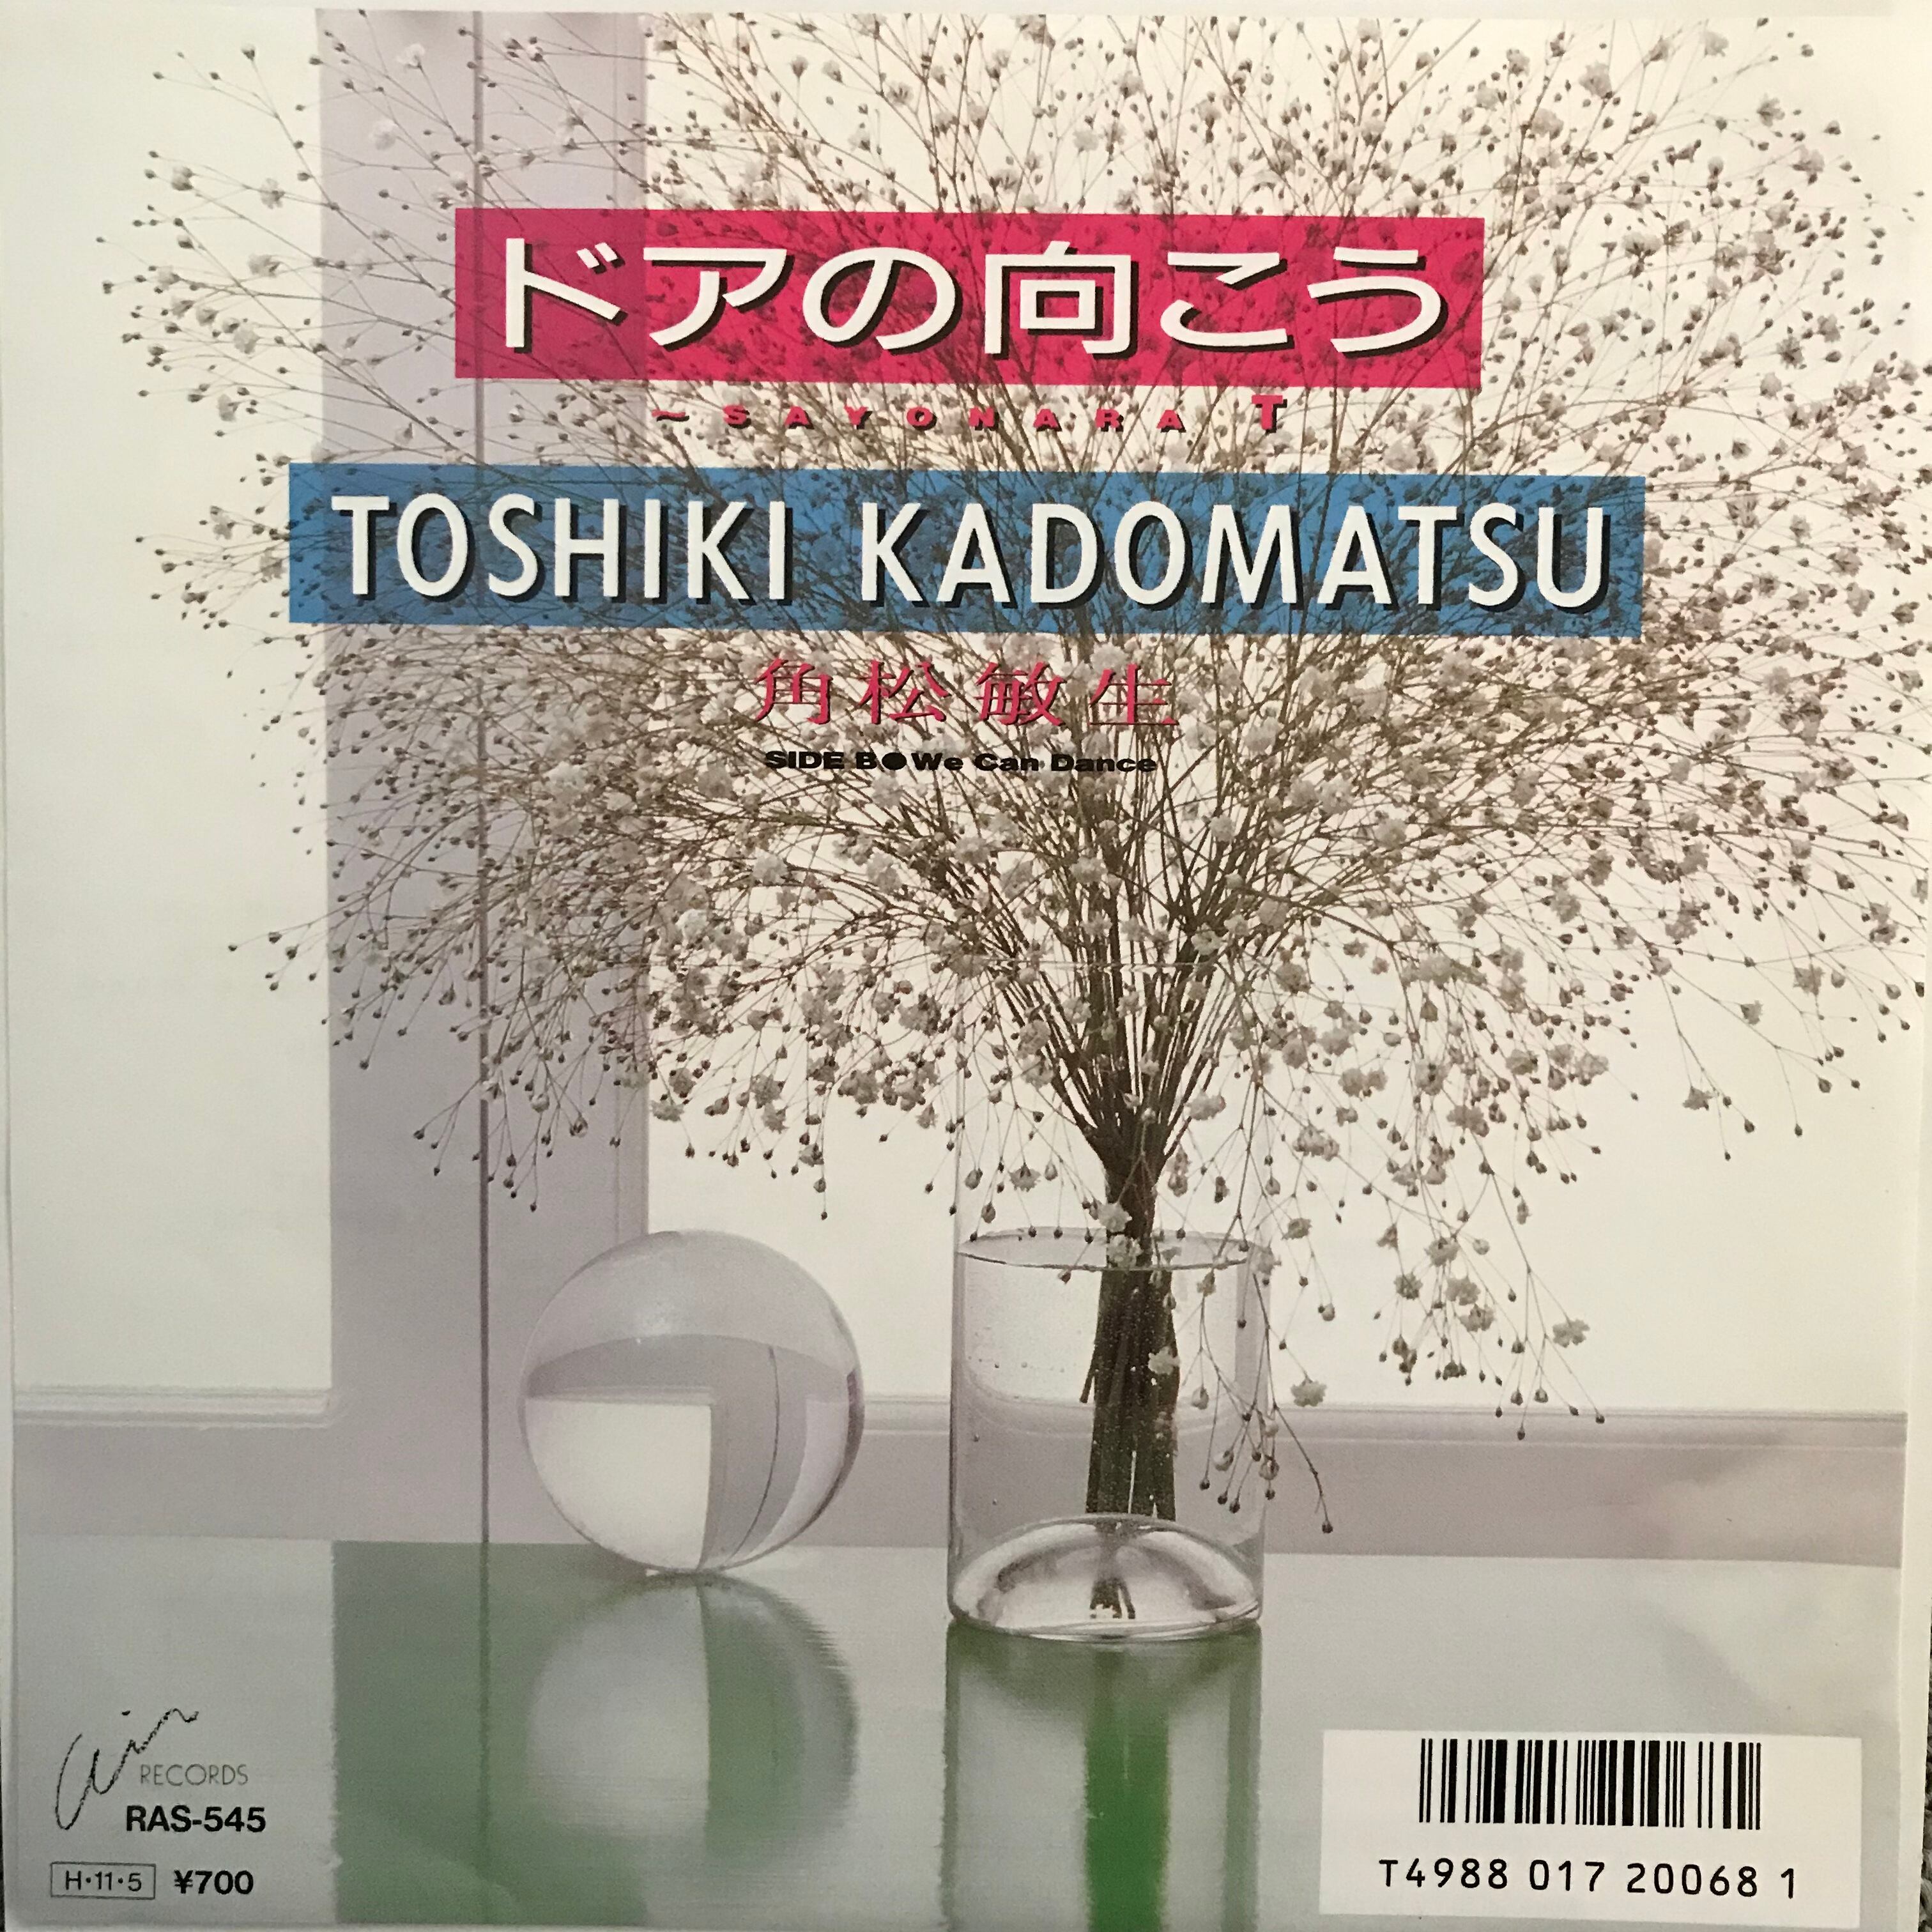 ドアの向こう
～SAYONARA T
TOSHIKI KADOMATSU
角松敏生
SIDE B●We Can Dance
air
RECORDS
RAS-545
H・11・5 ¥700
T4988 017 20068 1